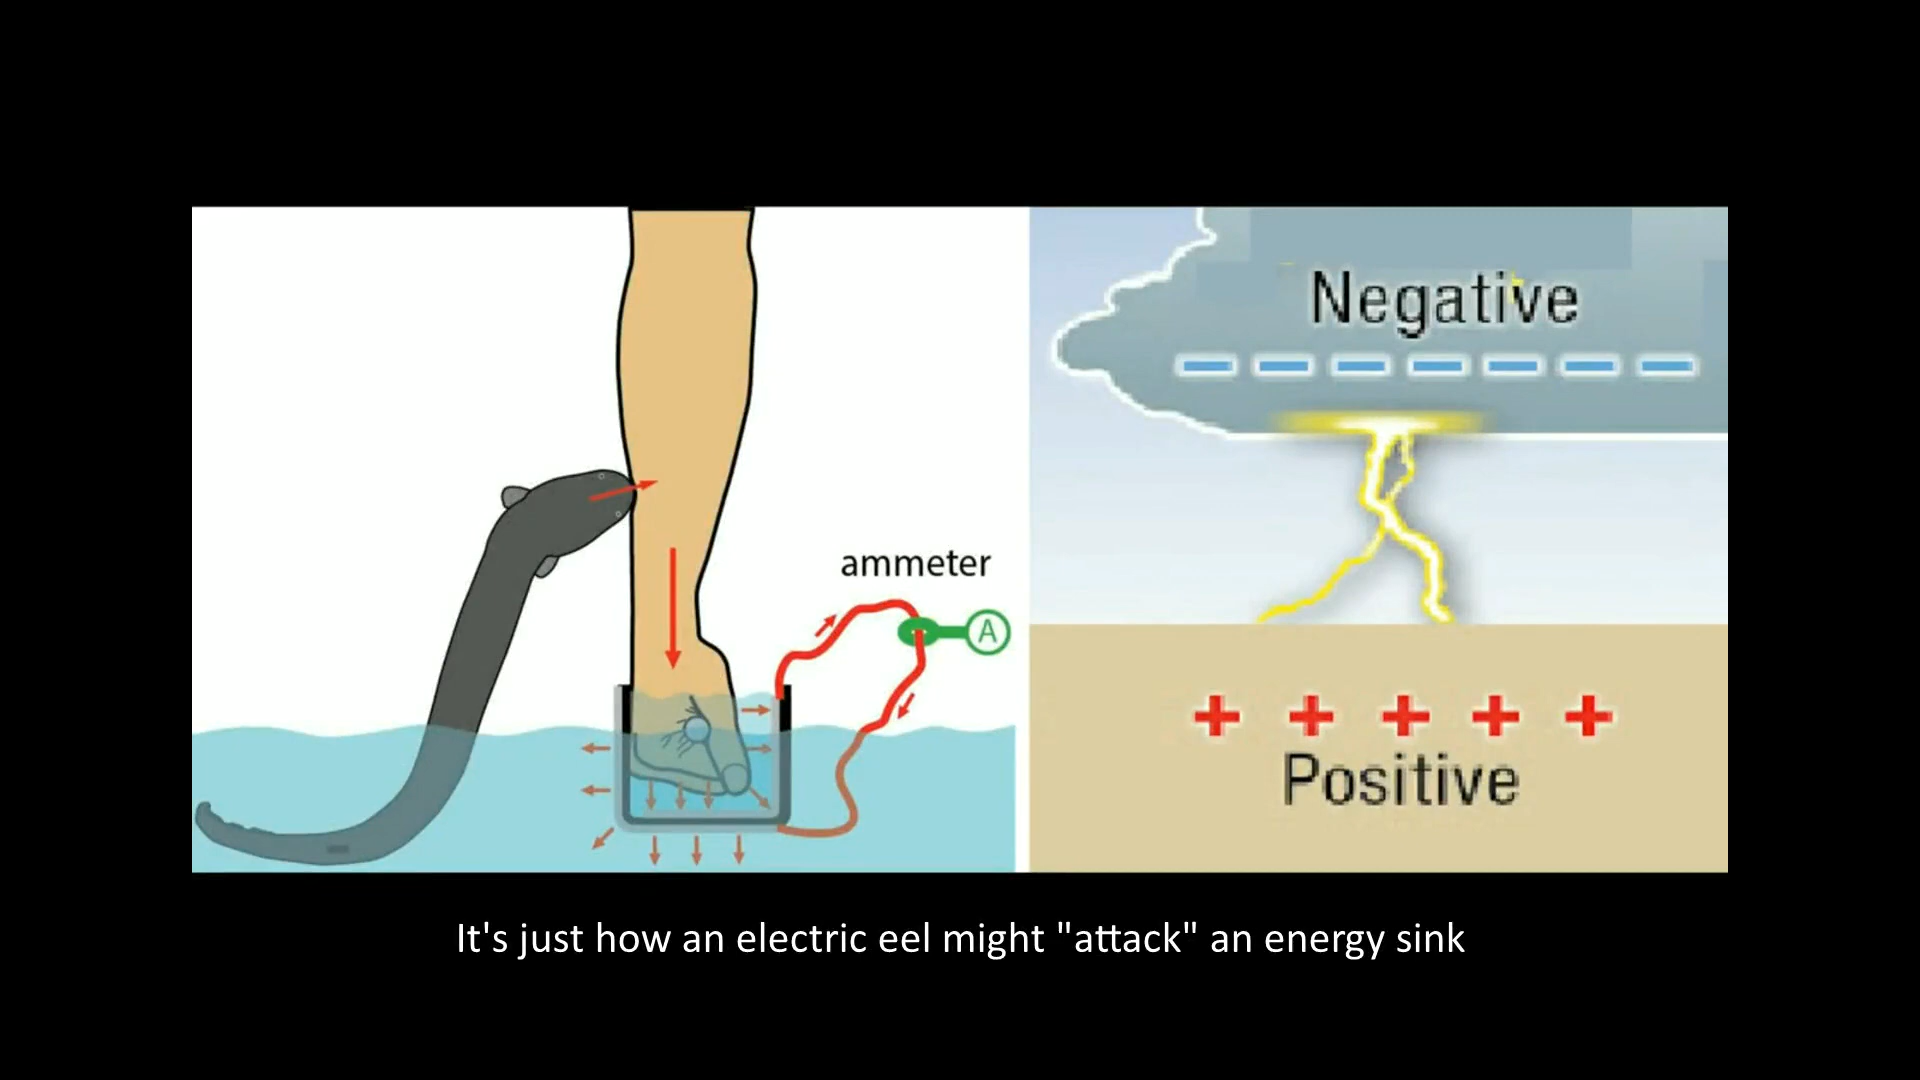 ammeter
A
Negative
Positive
It's just how an electric eel might "attack" an energy sink